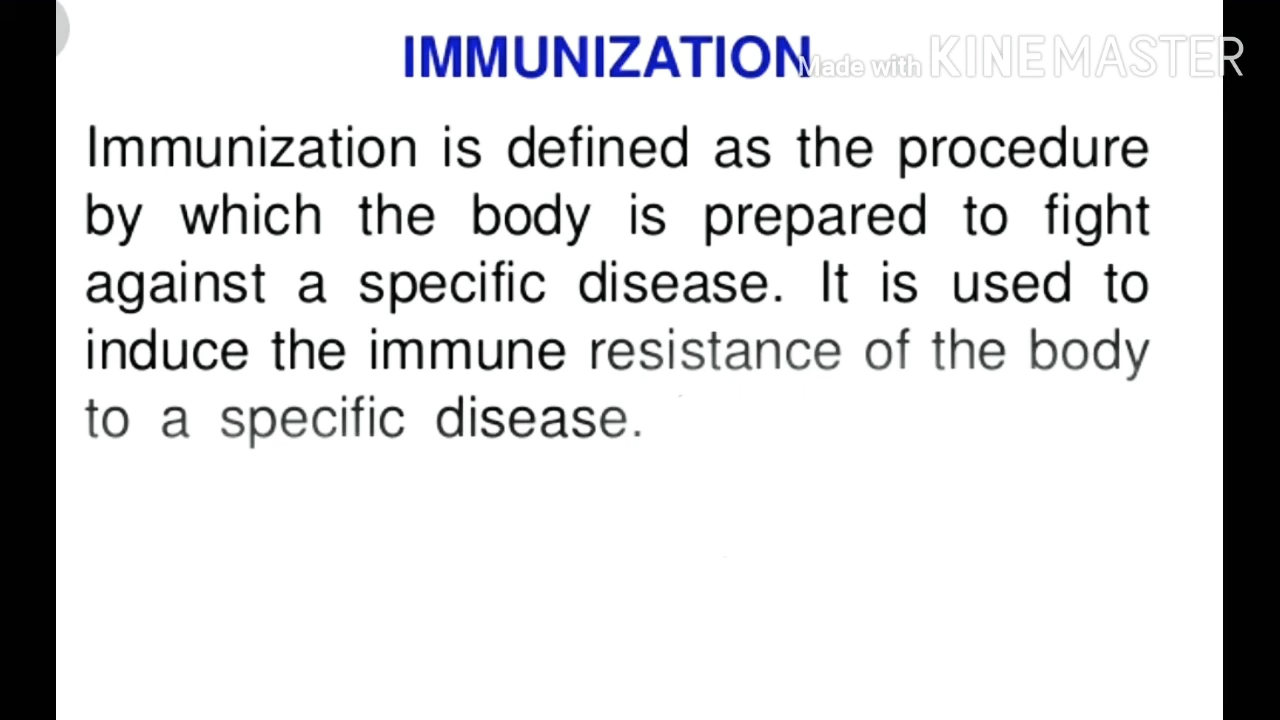 IMMUNIZATION
Made with KINEMASTER
Immunization is defined as the procedure
by which the body is prepared to fight
against a specific disease. It is used to
induce the immune resistance of the body
to a specific disease.